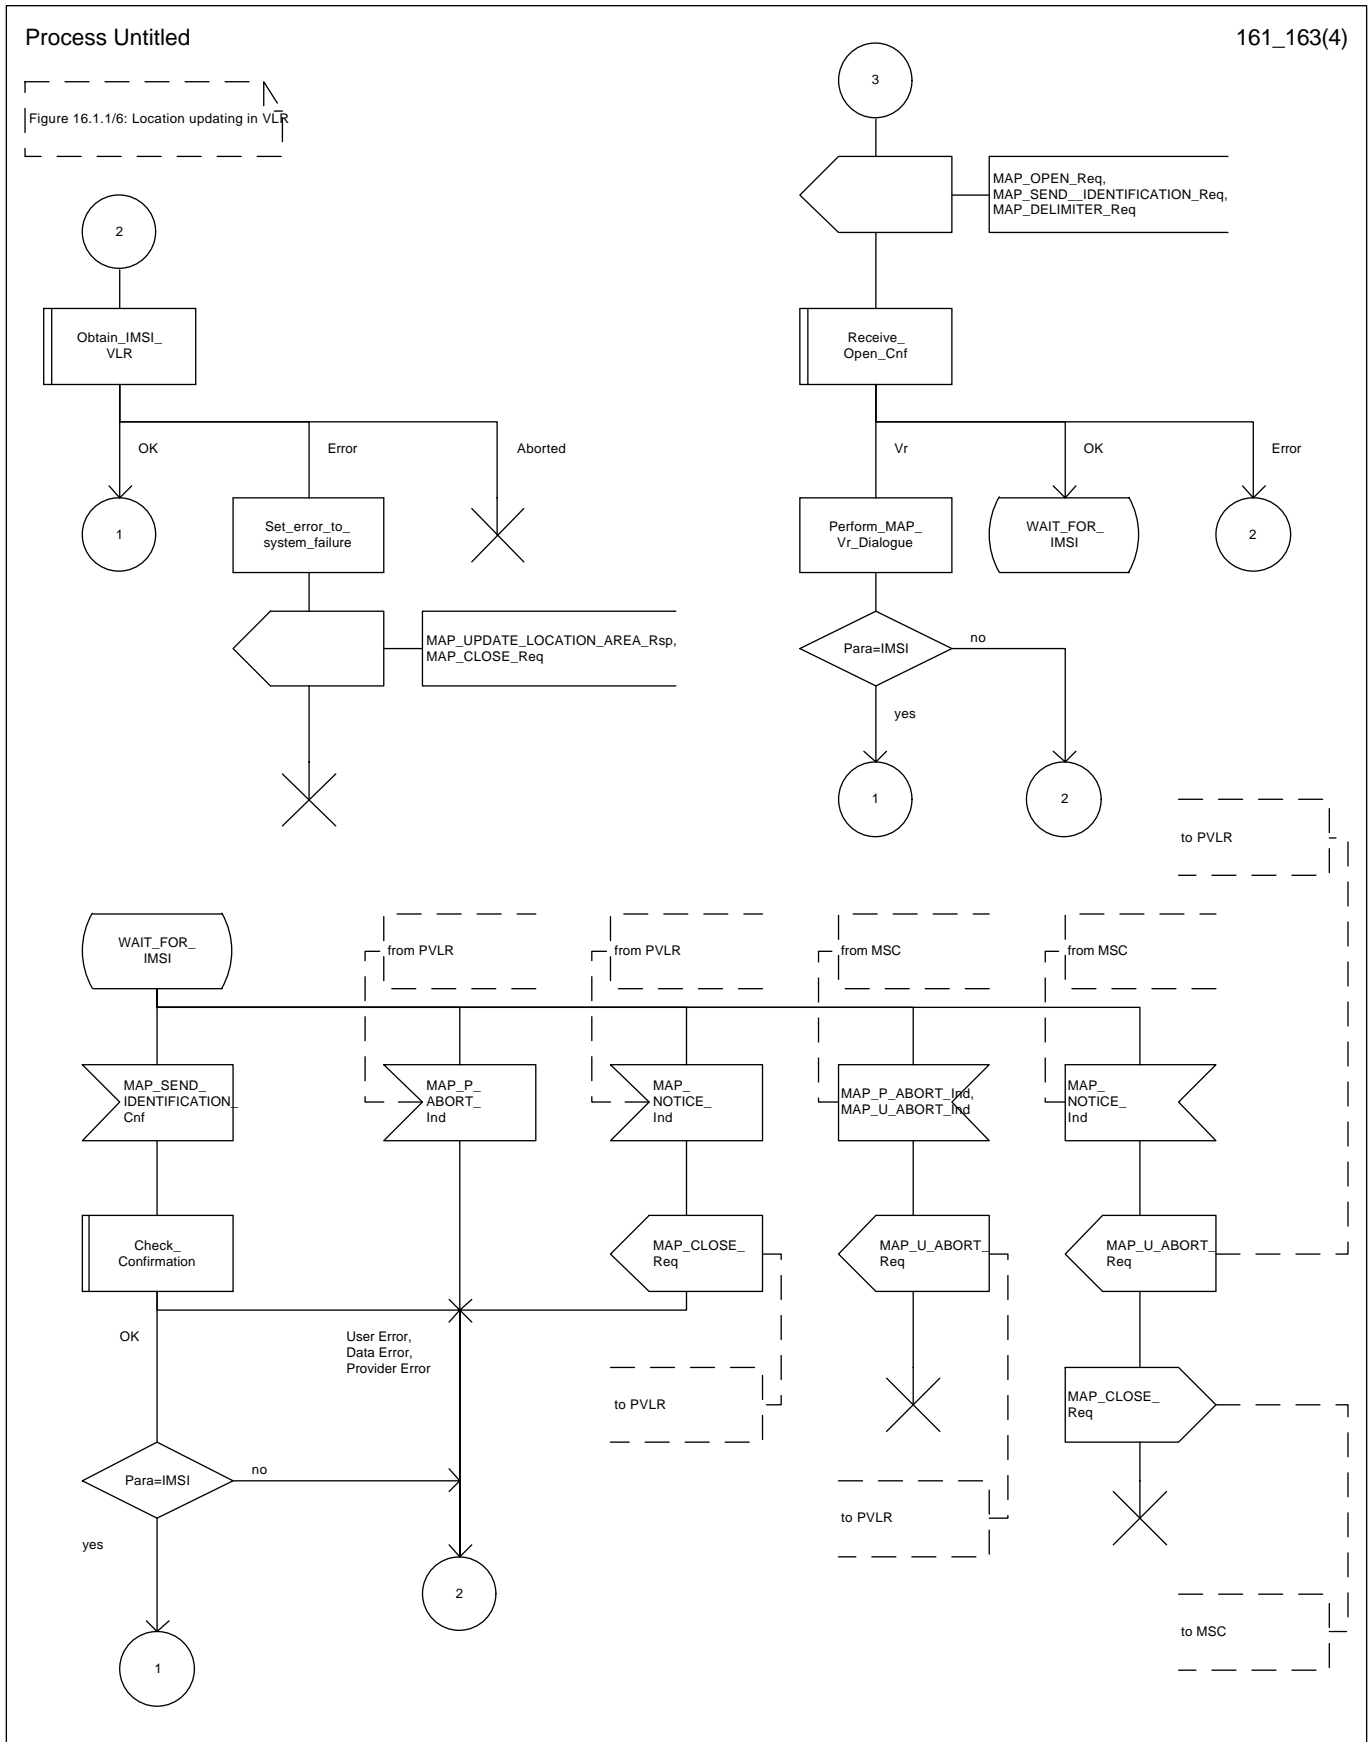 Process Untitled
161_163(4)
Figure 16.1.1/6: Location updating in VLR
3
MAP_OPEN_Req,
MAP_SEND__IDENTIFICATION_Req,
MAP_DELIMITER_Req
2
Obtain_IMSI_
VLR
Receive_
Open_Cnf
OK
Error
Aborted
Vr
OK
Error
1
Set_error_to_
system_failure
Perform_MAP_
Vr_Dialogue
WAIT_FOR_
IMSI
2
MAP_UPDATE_LOCATION_AREA_Rsp,
MAP_CLOSE_Req
Para=IMSI
no
yes
1
2
to PVLR
WAIT_FOR_
IMSI
from PVLR
from PVLR
from MSC
from MSC
MAP_SEND_
IDENTIFICATION_
Cnf
MAP_P_
ABORT_
Ind
MAP_
NOTICE_
Ind
MAP_P_ABORT_Ind,
MAP_U_ABORT_Ind
MAP_
NOTICE_
Ind
Check_
Confirmation
MAP_CLOSE_
Req
MAP_U_ABORT_
Req
MAP_U_ABORT_
Req
OK
User Error,
Data Error,
Provider Error
to PVLR
MAP_CLOSE_
Req
Para=IMSI
no
to PVLR
yes
2
to MSC
1